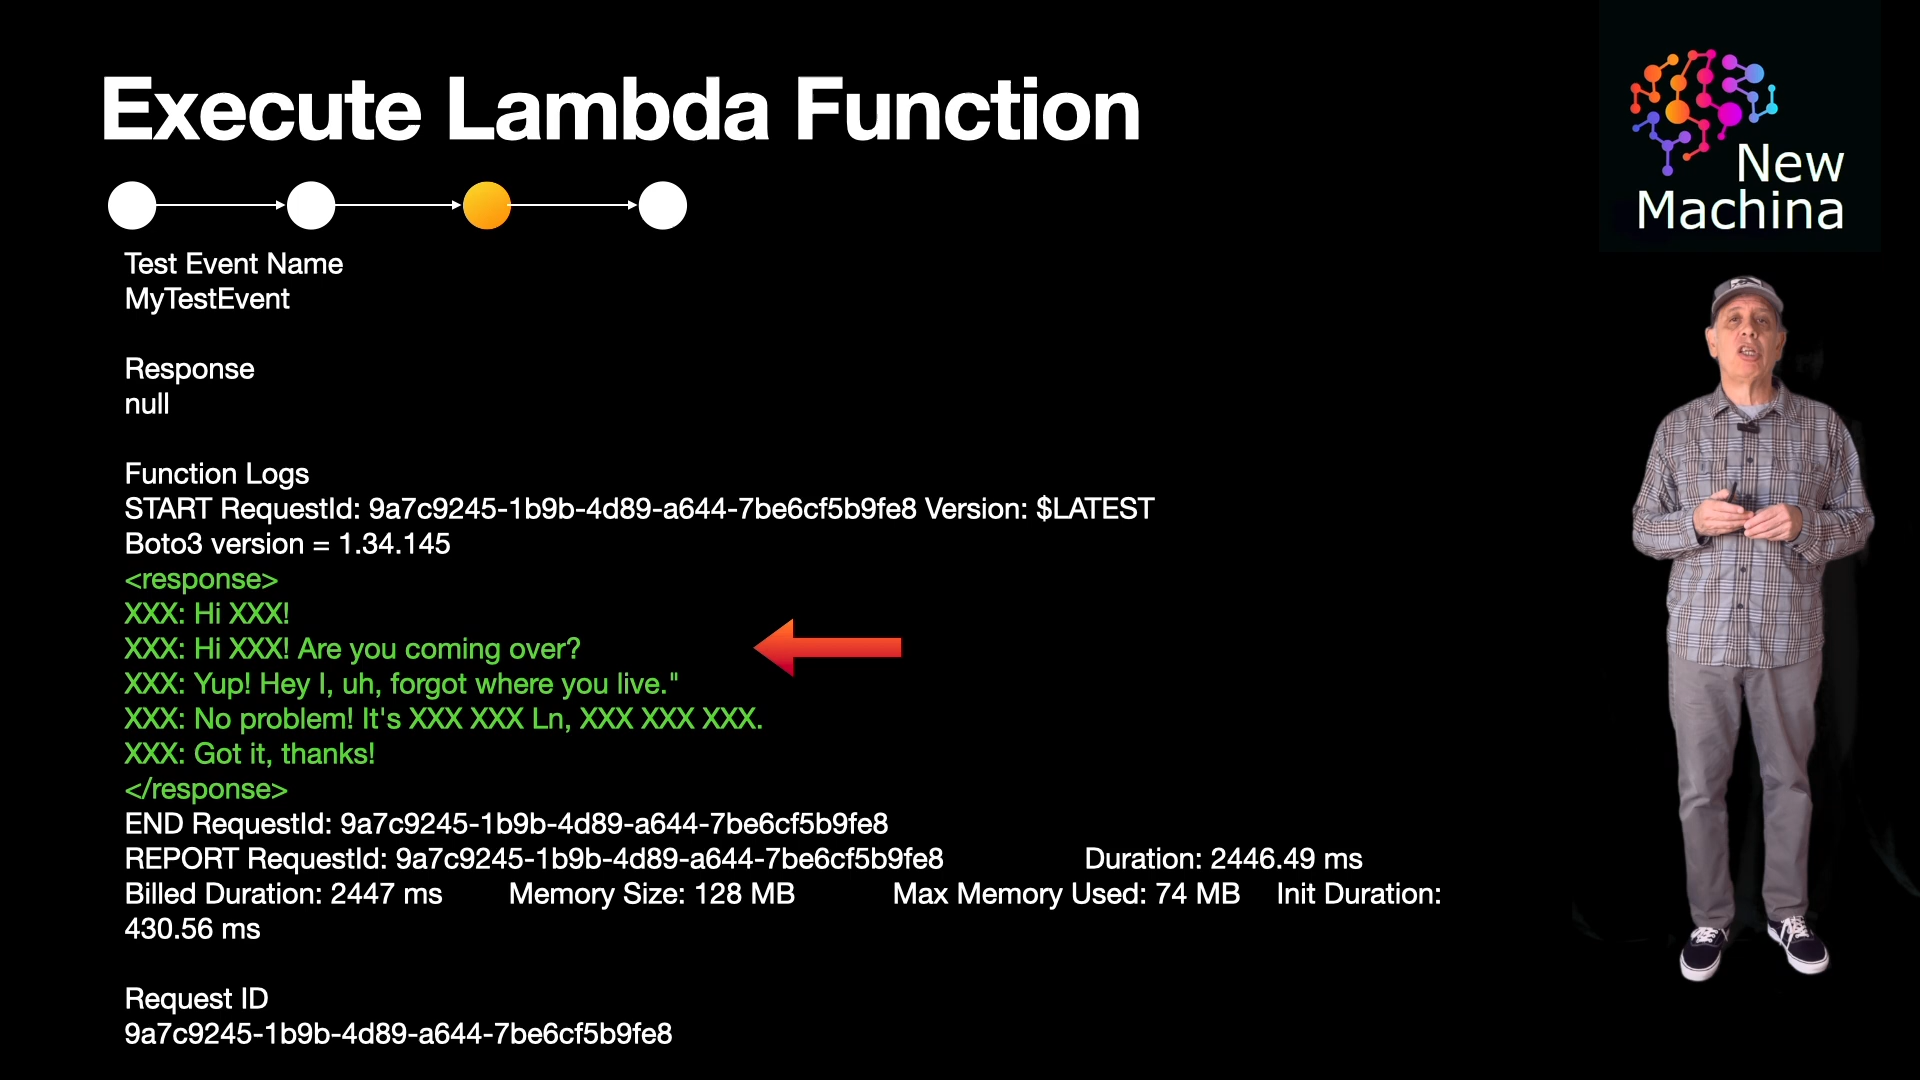 Execute Lambda Function
New
Machina
Test Event Name
MyTestEvent
Response
null
Function Logs
START RequestId: 9a7c9245-1b9b-4d89-a644-7be6cf5b9fe8 Version: $LATEST
Boto3 version = 1.34.145
<response>
XXX: Hi XXX!
XXX: Hi XXX! Are you coming over?
XXX: Yup! Hey I, uh, forgot where you live."
XXX: No problem! It's XXX XXX Ln, XXX XXX XXX.
XXX: Got it, thanks!
</response>
END RequestId: 9a7c9245-1b9b-4d89-a644-7be6cf5b9fe8
REPORT RequestId: 9a7c9245-1b9b-4d89-a644-7be6cf5b9fe8 Duration: 2446.49 ms
Billed Duration: 2447 ms Memory Size: 128 MB Max Memory Used: 74 MB Init Duration:
430.56 ms
Request ID
9a7c9245-1b9b-4d89-a644-7be6cf5b9fe8